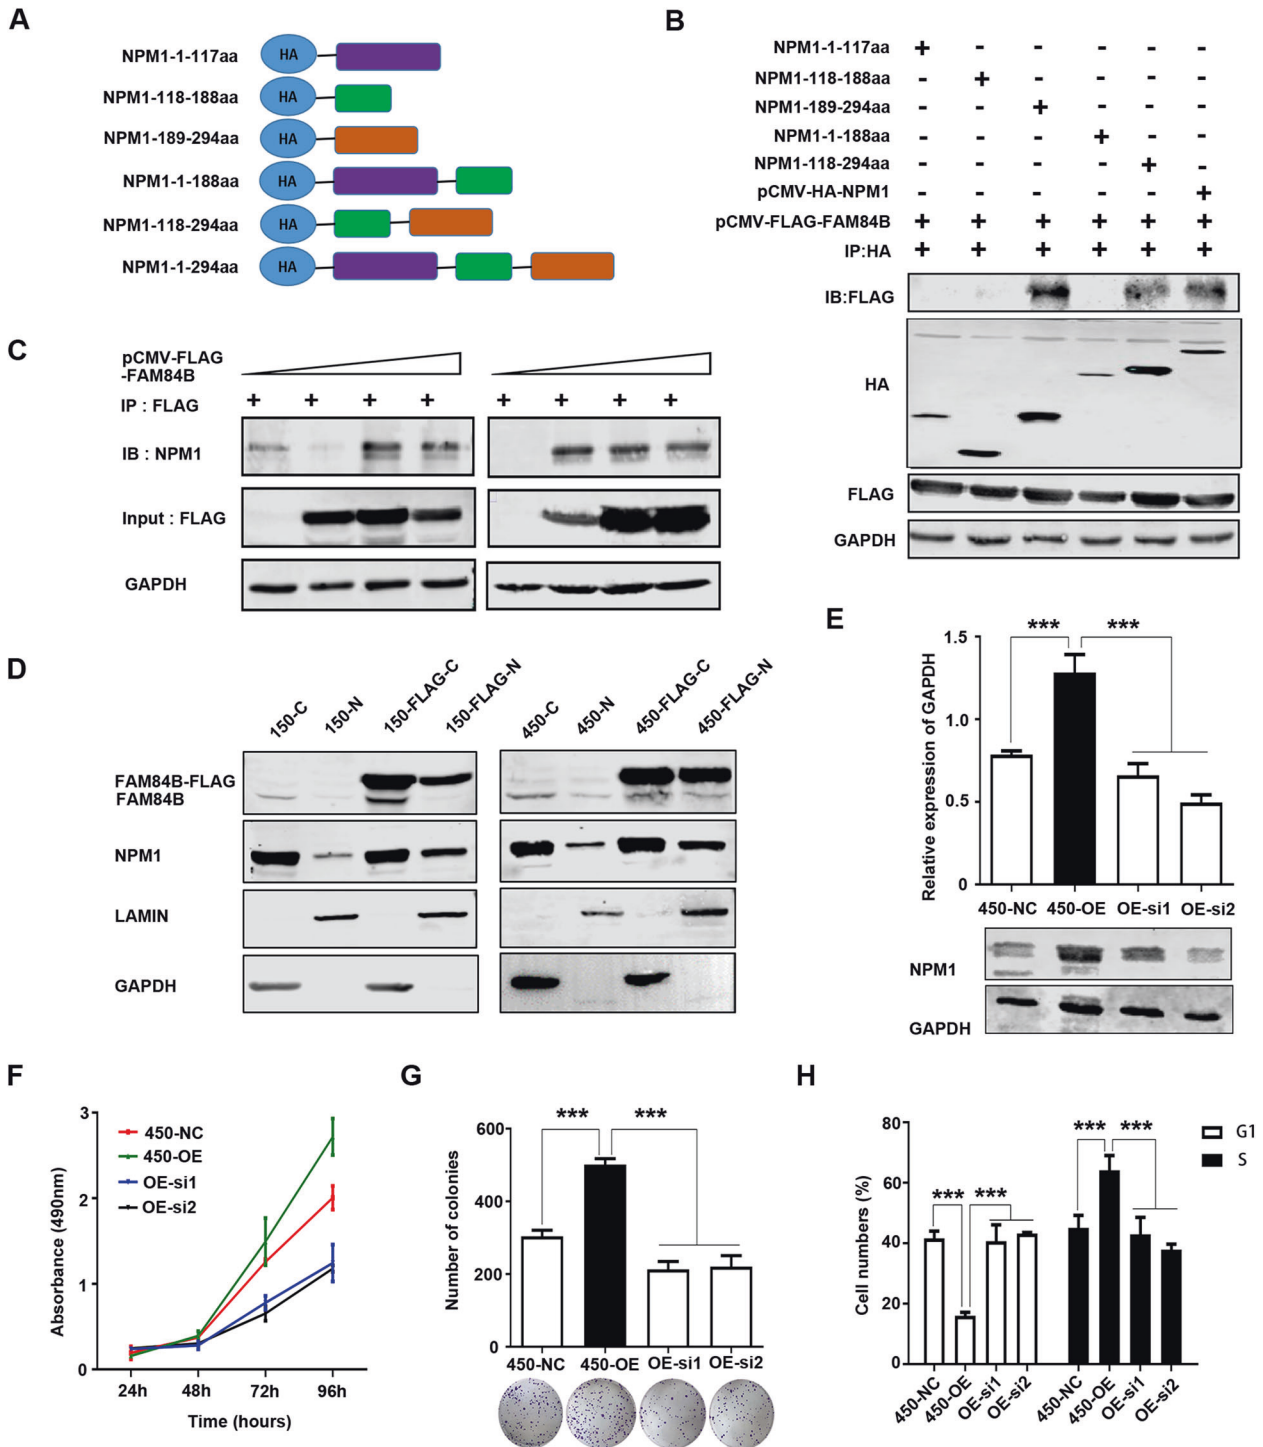 A
NPM1-1-117aa HA
NPM1-118-188aa HA
NPM1-189-294aa HA
NPM1-1-188aa HA
NPM1-118-294aa HA
NPM1-1-294aa HA
B
NPM1-1-117aa + - - - - -
NPM1-118-188aa - + - - - -
NPM1-189-294aa - - + - - -
NPM1-1-188aa - - - + - -
NPM1-118-294aa - - - - + -
pCMV-HA-NPM1 - - - - - +
pCMV-FLAG-FAM84B + + + + + +
IP:HA + + + + + +
IB:FLAG
HA
FLAG
GAPDH
C
pCMV-FLAG
-FAM84B
IP : FLAG + + + + + + + +
IB : NPM1
Input : FLAG
GAPDH
D
150-C 150-N 150-FLAG-C 150-FLAG-N 450-C 450-N 450-FLAG-C 450-FLAG-N
FAM84B-FLAG
FAM84B
NPM1
LAMIN
GAPDH
E
Relative expression of GAPDH
1.5
1.0
0.5
0
*** ***
450-NC 450-OE OE-si1 OE-si2
NPM1
GAPDH
F
Absorbance (490nm)
3
2
1
0
450-NC
450-OE
OE-si1
OE-si2
24h 48h 72h 96h
Time (hours)
G
Number of colonies
600
400
200
0
*** ***
450-NC 450-OE OE-si1 OE-si2
H
Cell numbers (%)
80
60
40
20
0
*** *** *** ***
G1
S
450-NC 450-OE OE-si1 OE-si2 450-NC 450-OE OE-si1 OE-si2